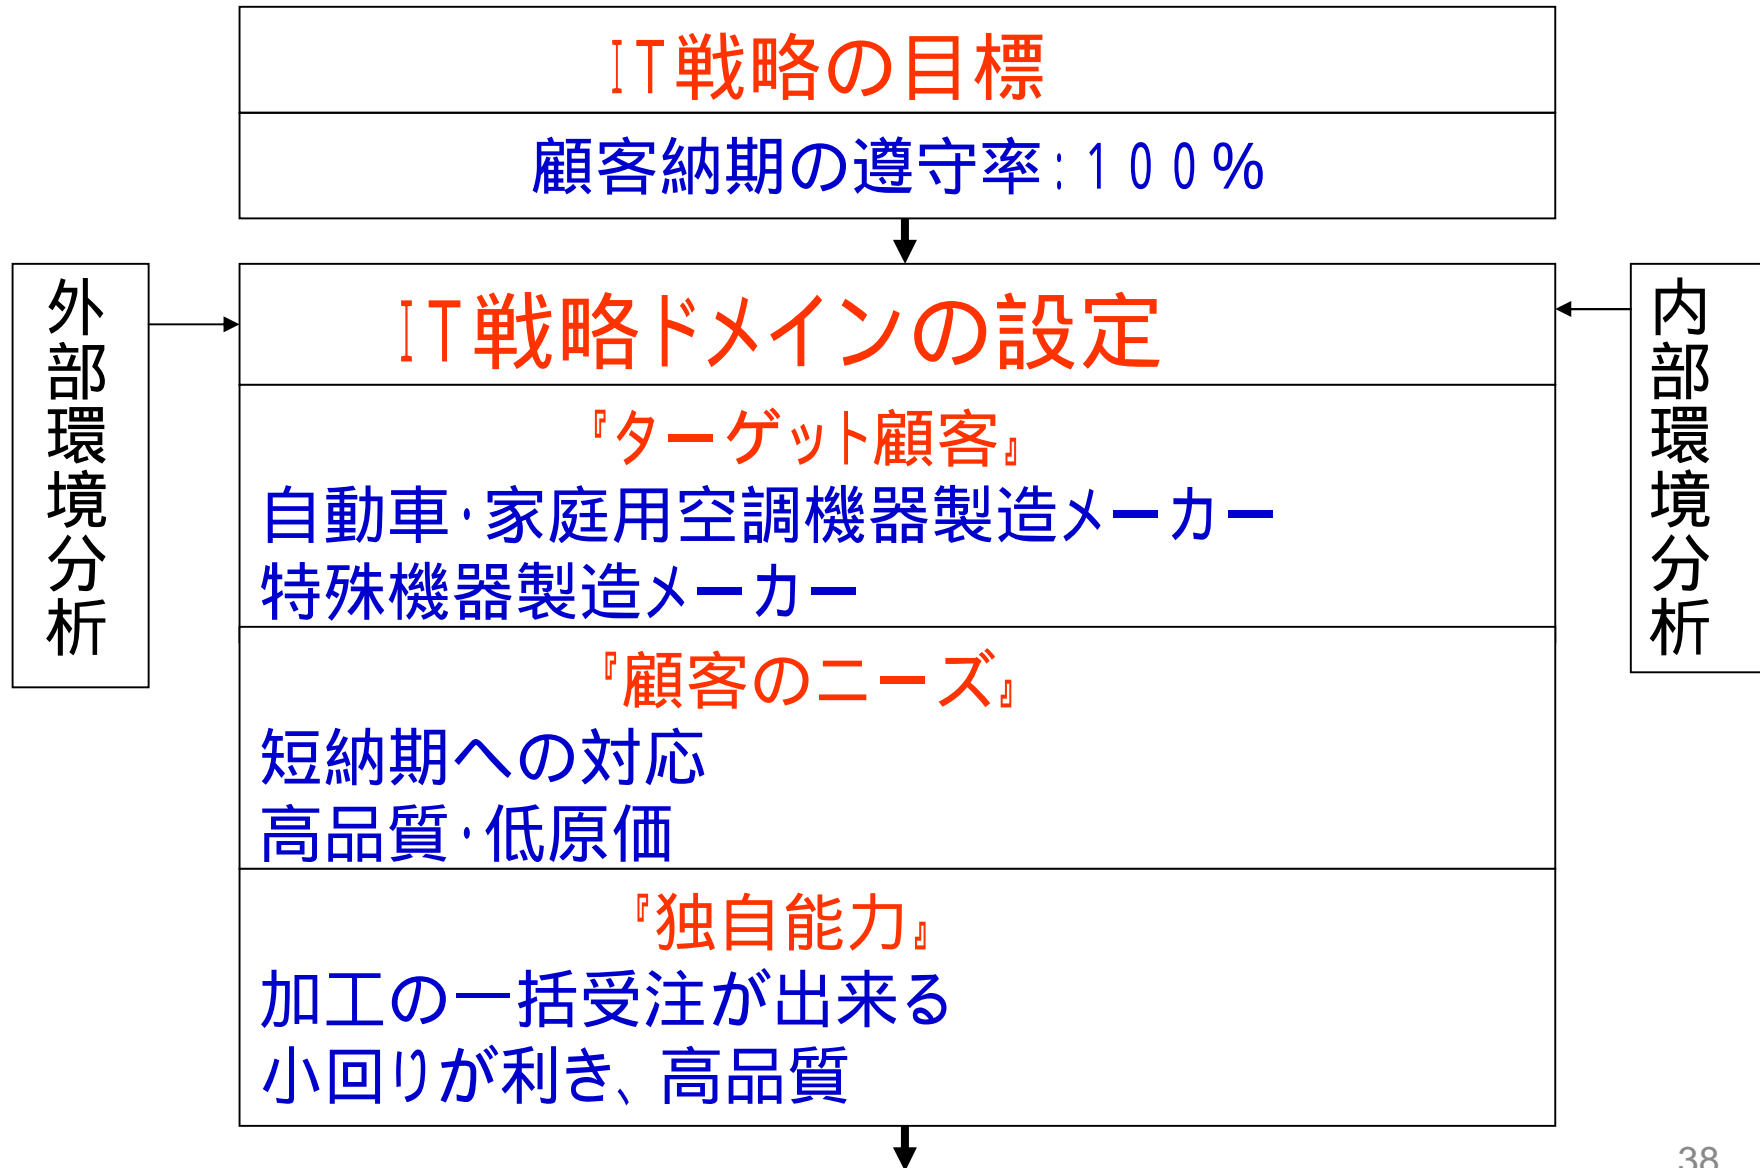 IT戦略の目標
顧客納期の遵守率:100%
外部環境分析
IT戦略ドメインの設定
内部環境分析
『ターゲット顧客』
自動車・家庭用空調機器製造メーカー
特殊機器製造メーカー
『顧客のニーズ』
短納期への対応
高品質・低原価
『独自能力』
加工の一括受注が出来る
小回りが利き、高品質
38